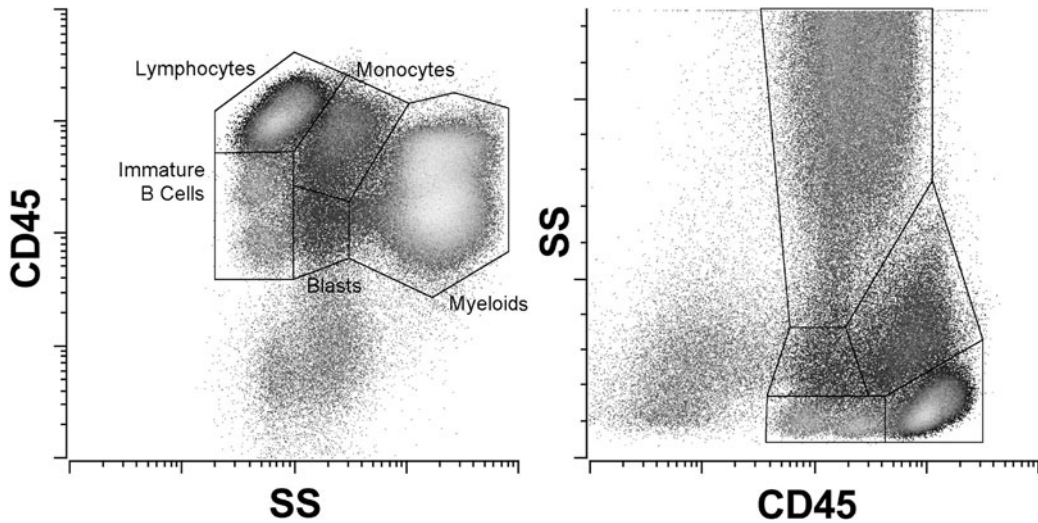 Lymphocytes
Monocytes
Immature
B Cells
Blasts
Myeloids
CD45
SS
SS
CD45